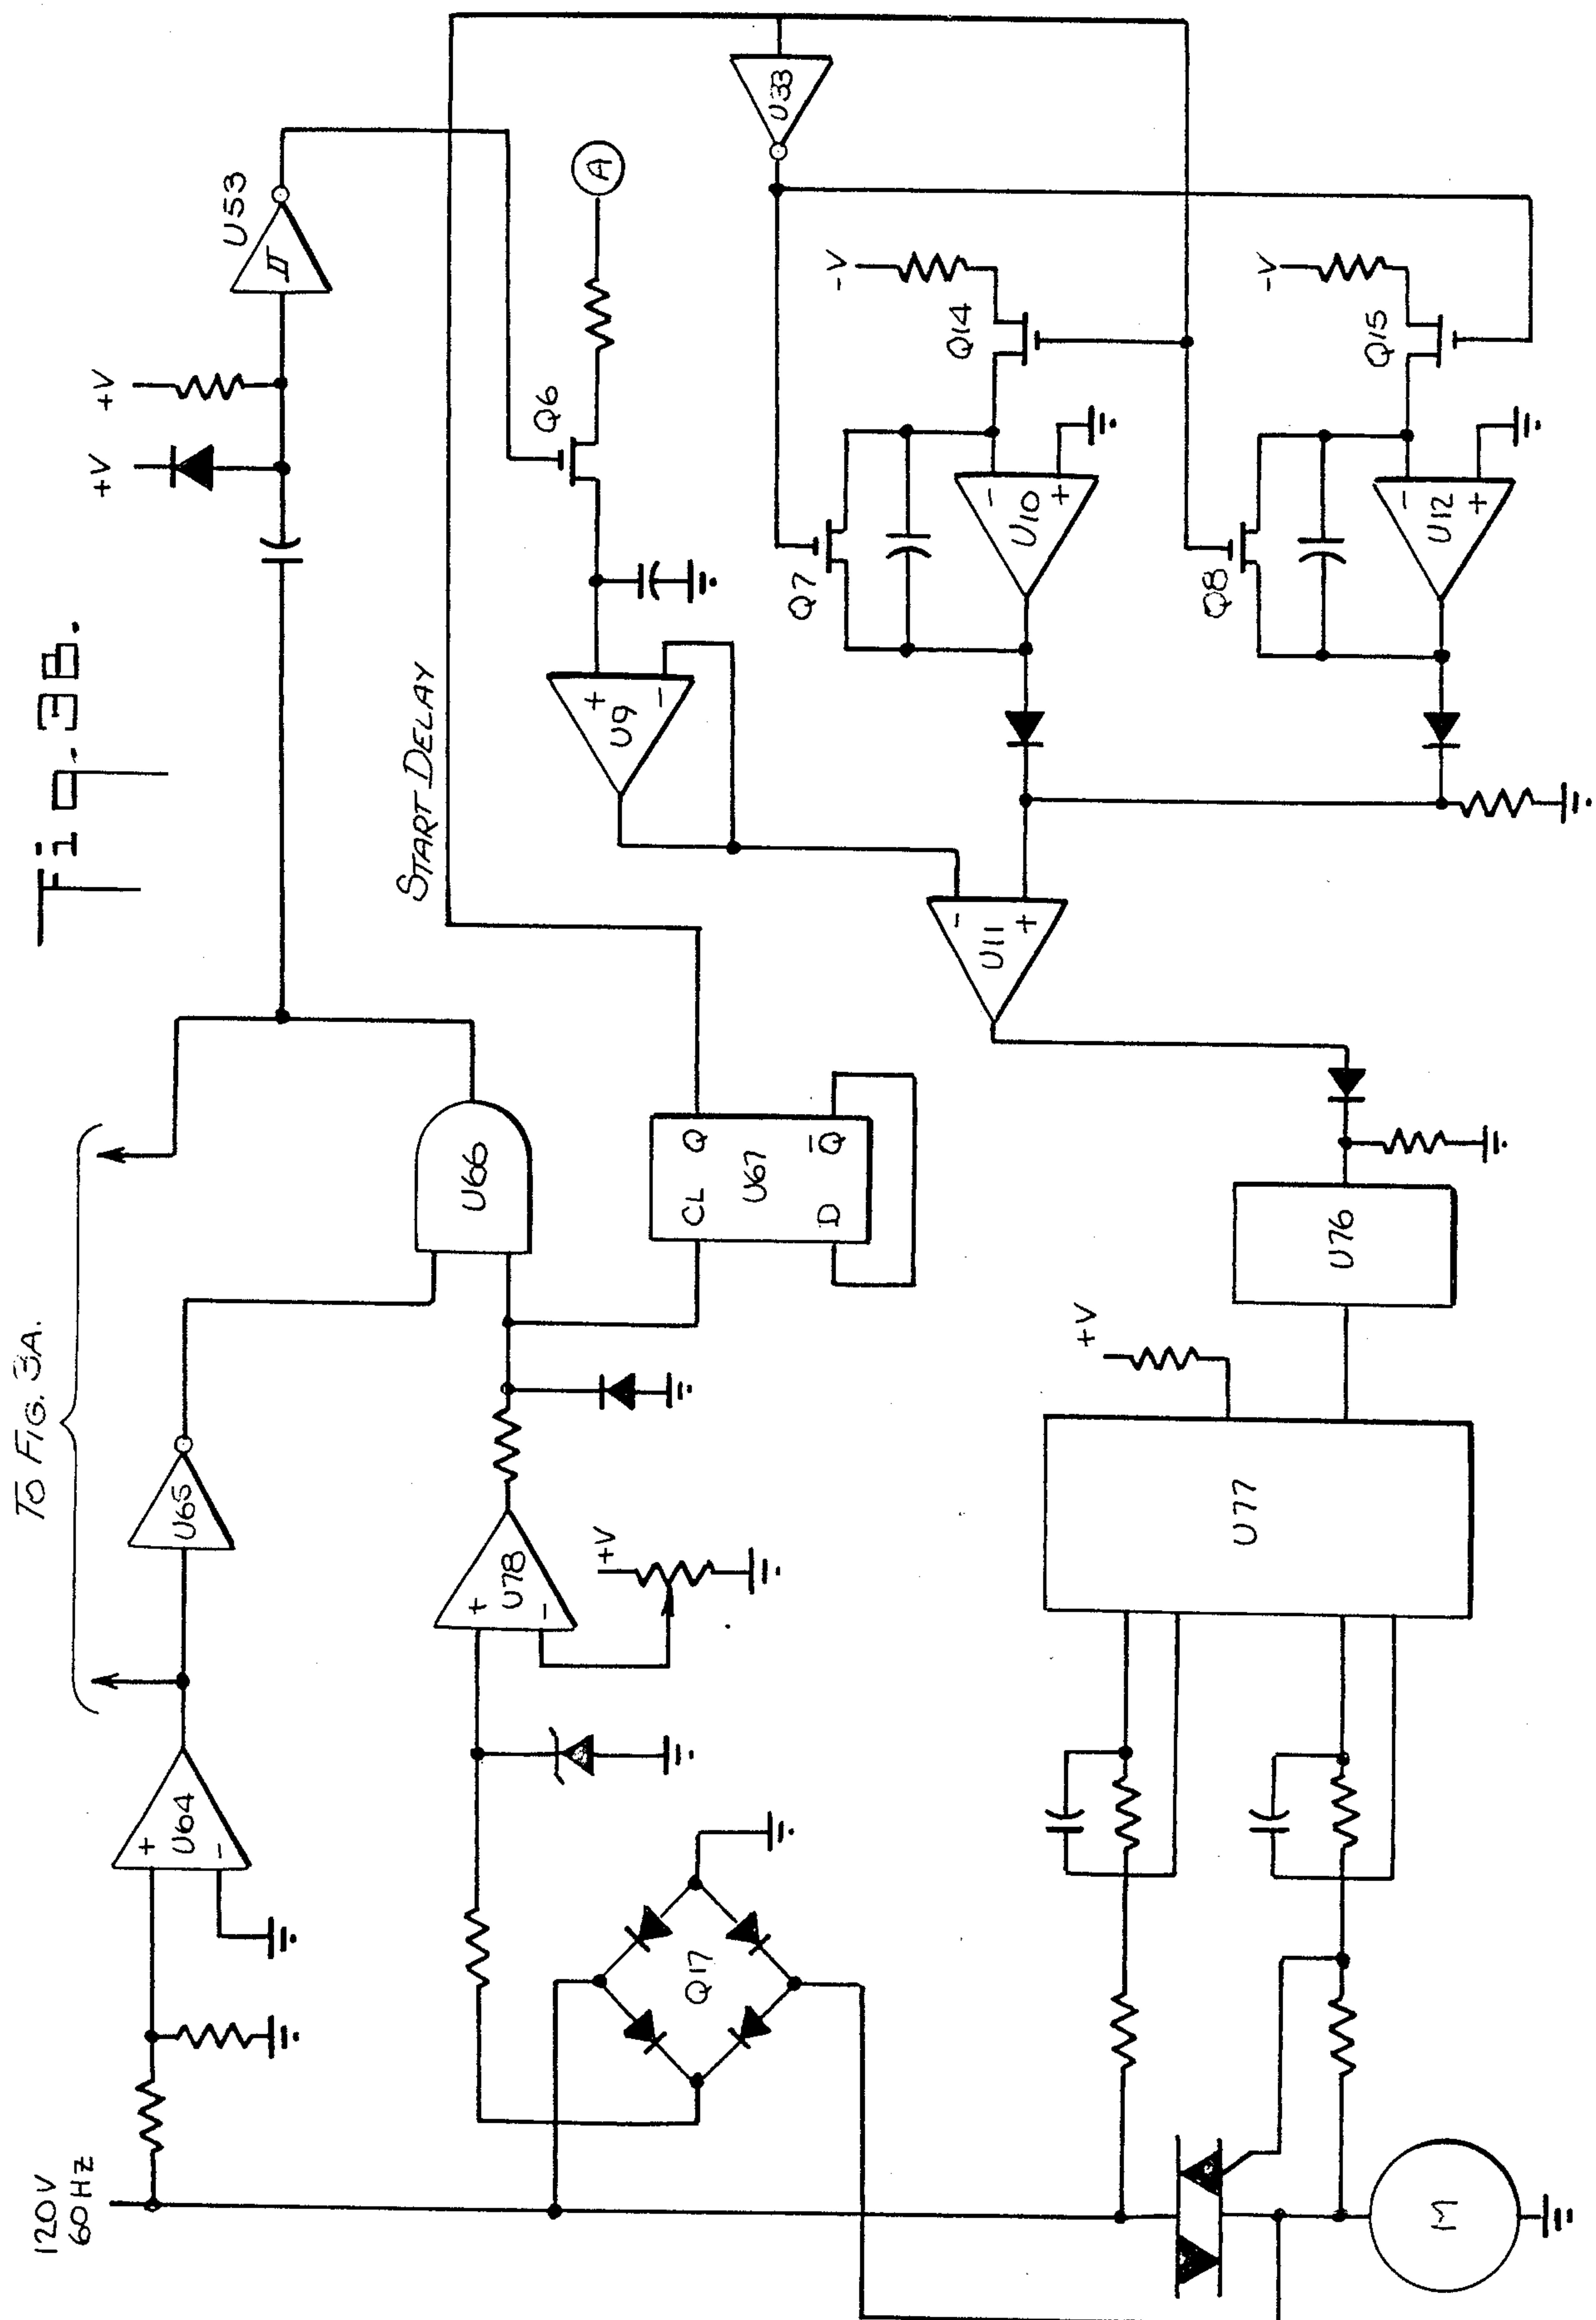 Fig. 3B.
TO FIG. 3A.
120V
60HZ
+
-
U64
U65
U66
+V
+V
U53
+
-
U78
+V
CL
Q
D
Q̅
U67
START DELAY
Q17
Q6
A
+
-
U9
U33
Q7
-
+
U10
Q14
-V
Q8
-
+
U12
Q15
-V
-
+
U11
U76
+V
U77
M